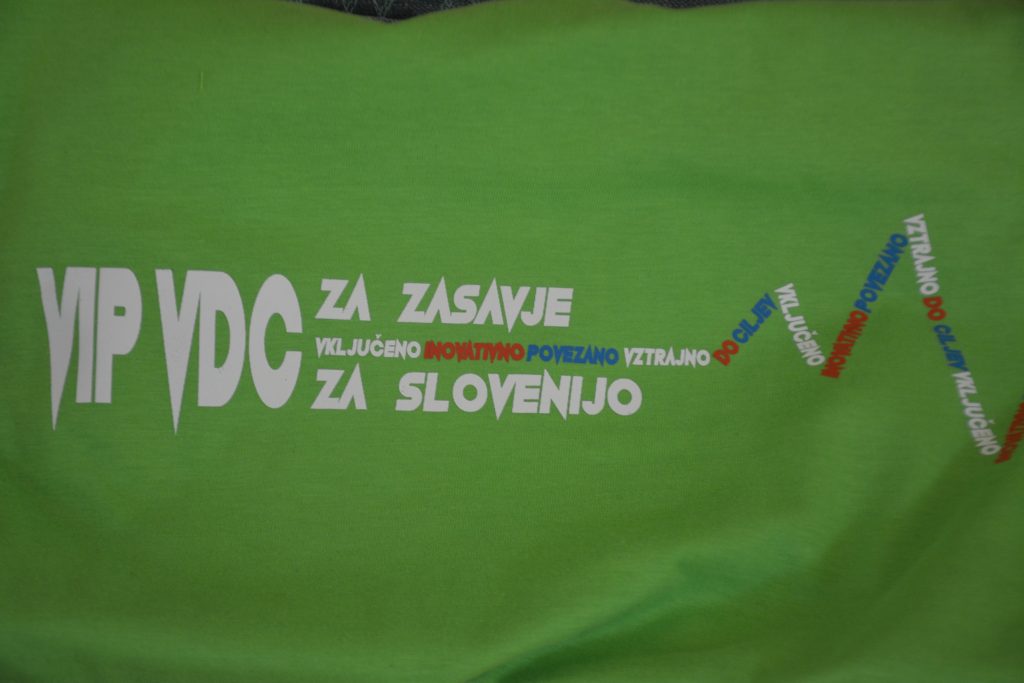 VIP VDC
ZA ZASAVJE
VKLJUČENO INOVATIVNO POVEZANO VZTRAJNO DO CILJEV VKLJUČENO INOVATIVNO POVEZANO VZTRAJNO DO CILJEV VKLJUČENO
ZA SLOVENIJO